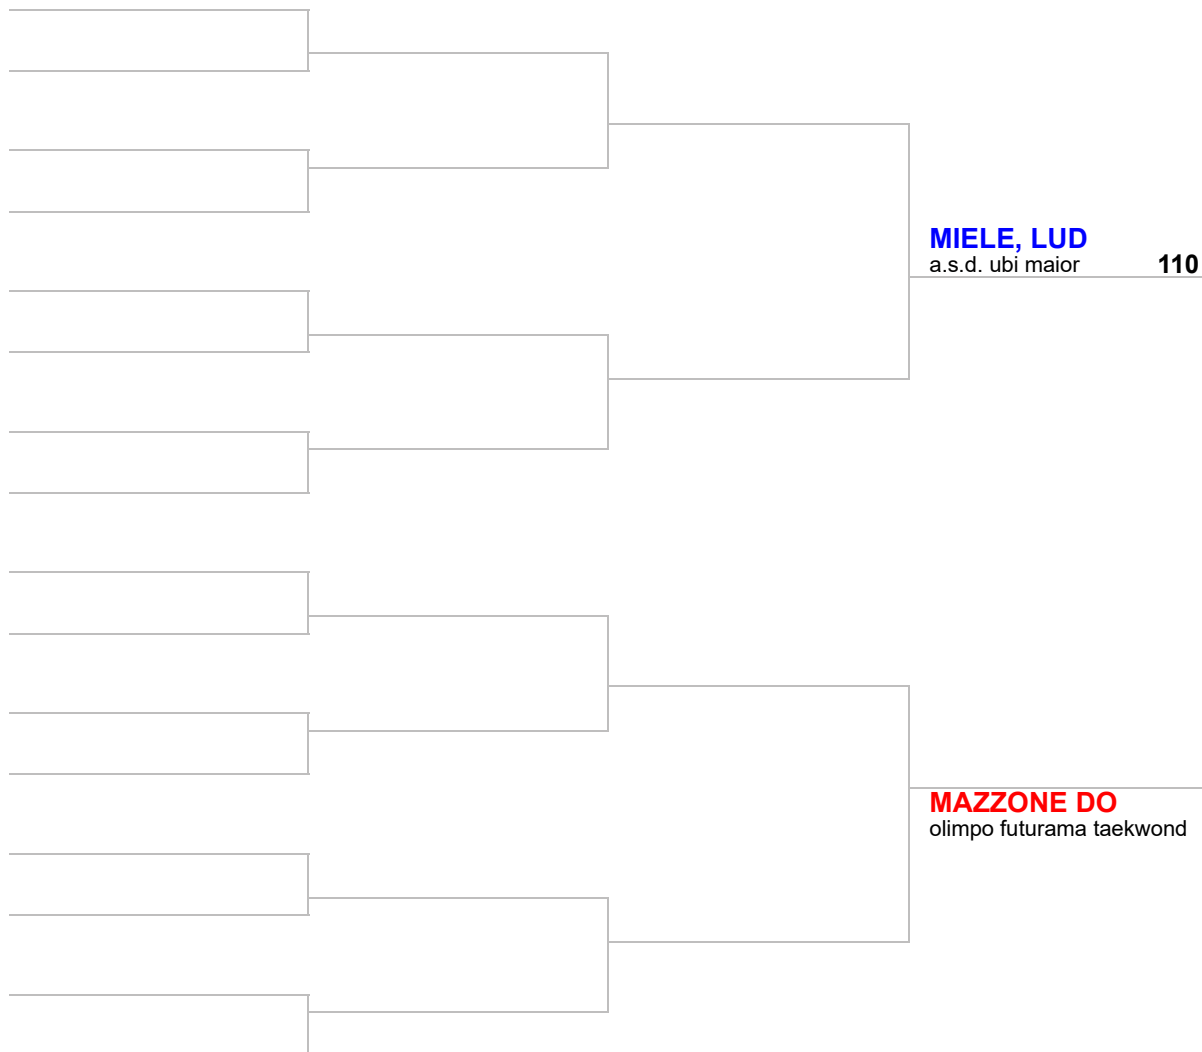 MIELE, LUD
a.s.d. ubi maior 110
MAZZONE DO
olimpo futurama taekwond